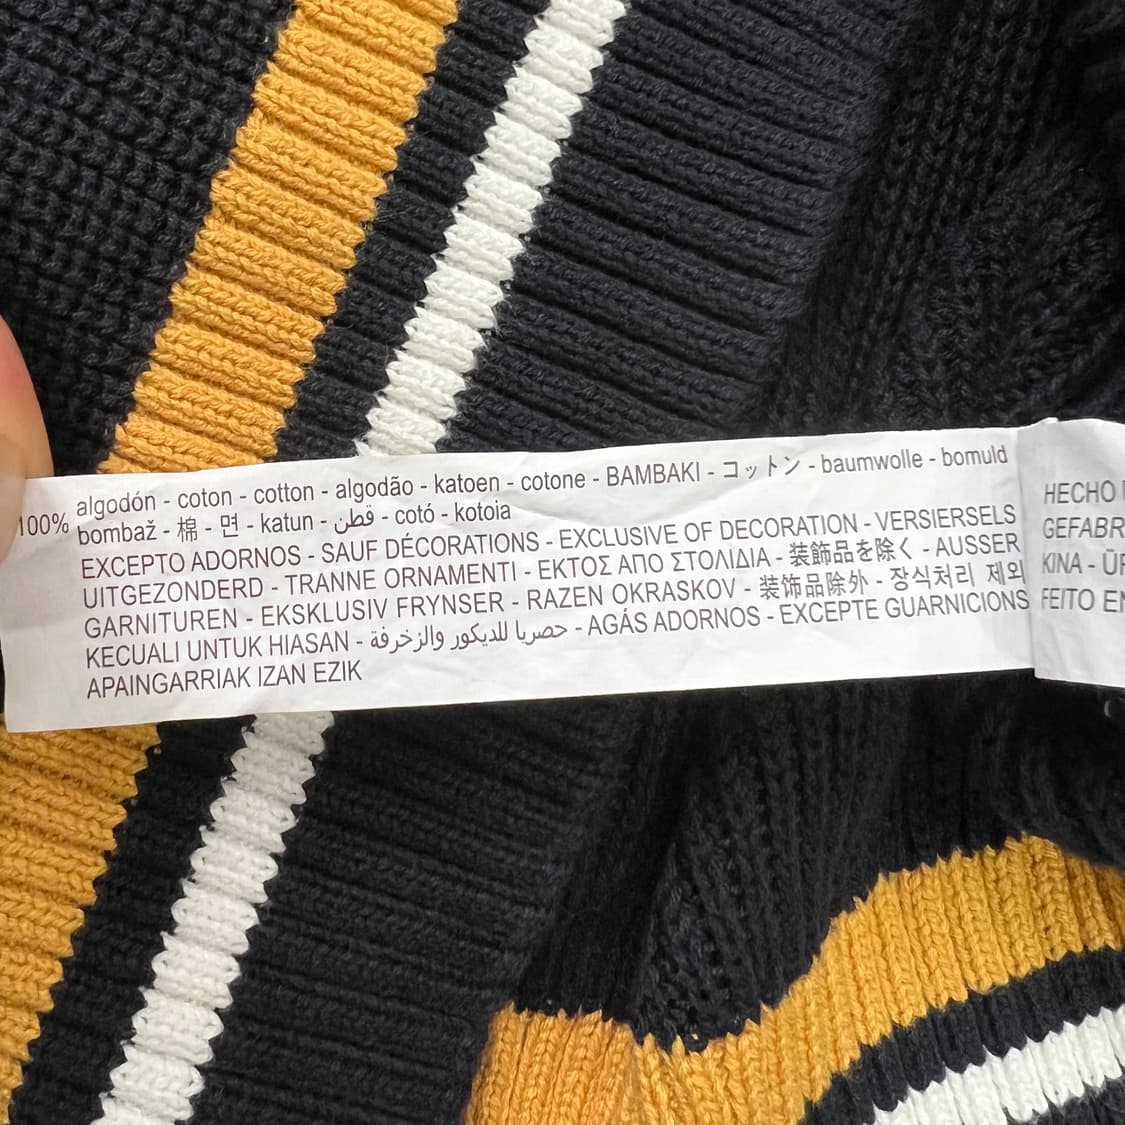 100% algodón - coton - cotton - algodão - katoen - cotone - BAMBAKI - コットン - baumwolle - bomuld
bombaž - 棉 - 면 - katun - قطن - cotó - kotoia
EXCEPTO ADORNOS - SAUF DÉCORATIONS - EXCLUSIVE OF DECORATION - VERSIERSELS
UITGEZONDERD - TRANNE ORNAMENTI - ΕΚΤΟΣ ΑΠΟ ΣΤΟΛΙΔΙΑ - 装飾品を除く - AUSSER
GARNITUREN - EKSKLUSIV FRYNSER - RAZEN OKRASKOV - 装饰品除外 - 장식처리 제외
KECUALI UNTUK HIASAN - حصريا للديكور والزخرفة - AGÁS ADORNOS - EXCEPTE GUARNICIONS
APAINGARRIAK IZAN EZIK
HECHO
GEFABR
KINA - ÜR
FEITO EN